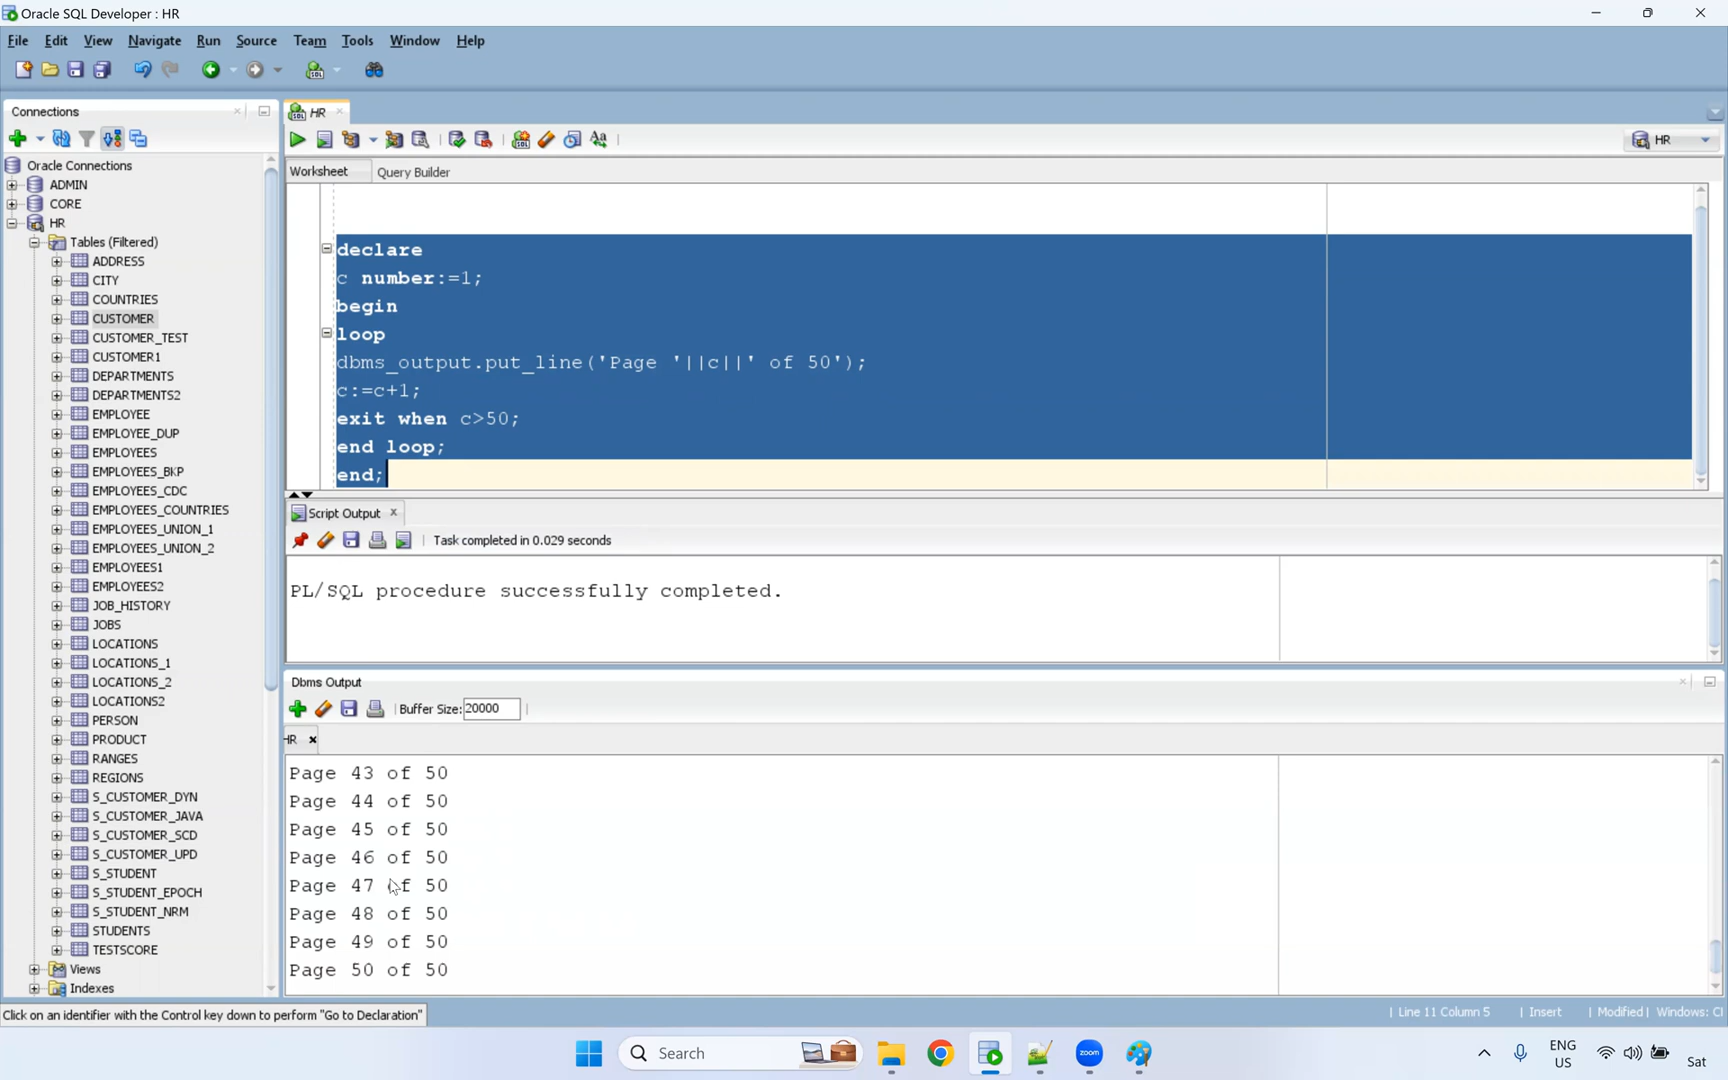 Oracle SQL Developer : HR
File Edit View Navigate Run Source Team Tools Window Help
Connections
HR
HR
Worksheet
Query Builder
Oracle Connections
ADMIN
CORE
HR
Tables (Filtered)
ADDRESS
CITY
COUNTRIES
CUSTOMER
CUSTOMER_TEST
CUSTOMER1
DEPARTMENTS
DEPARTMENTS2
EMPLOYEE
EMPLOYEE_DUP
EMPLOYEES
EMPLOYEES_BKP
EMPLOYEES_CDC
EMPLOYEES_COUNTRIES
EMPLOYEES_UNION_1
EMPLOYEES_UNION_2
EMPLOYEES1
EMPLOYEES2
JOB_HISTORY
JOBS
LOCATIONS
LOCATIONS_1
LOCATIONS_2
LOCATIONS2
PERSON
PRODUCT
RANGES
REGIONS
S_CUSTOMER_DYN
S_CUSTOMER_JAVA
S_CUSTOMER_SCD
S_CUSTOMER_UPD
S_STUDENT
S_STUDENT_EPOCH
S_STUDENT_NRM
STUDENTS
TESTSCORE
Views
Indexes
declare
c number:=1;
begin
loop
dbms_output.put_line('Page '||c||' of 50');
c:=c+1;
exit when c>50;
end loop;
end;
Script Output
Task completed in 0.029 seconds
PL/SQL procedure successfully completed.
Dbms Output
Buffer Size: 20000
HR
Page 43 of 50
Page 44 of 50
Page 45 of 50
Page 46 of 50
Page 47 of 50
Page 48 of 50
Page 49 of 50
Page 50 of 50
Click on an identifier with the Control key down to perform "Go to Declaration"
Line 11 Column 5 | Insert | Modified | Windows: Cl
Search
zoom
ENG
US
Sat